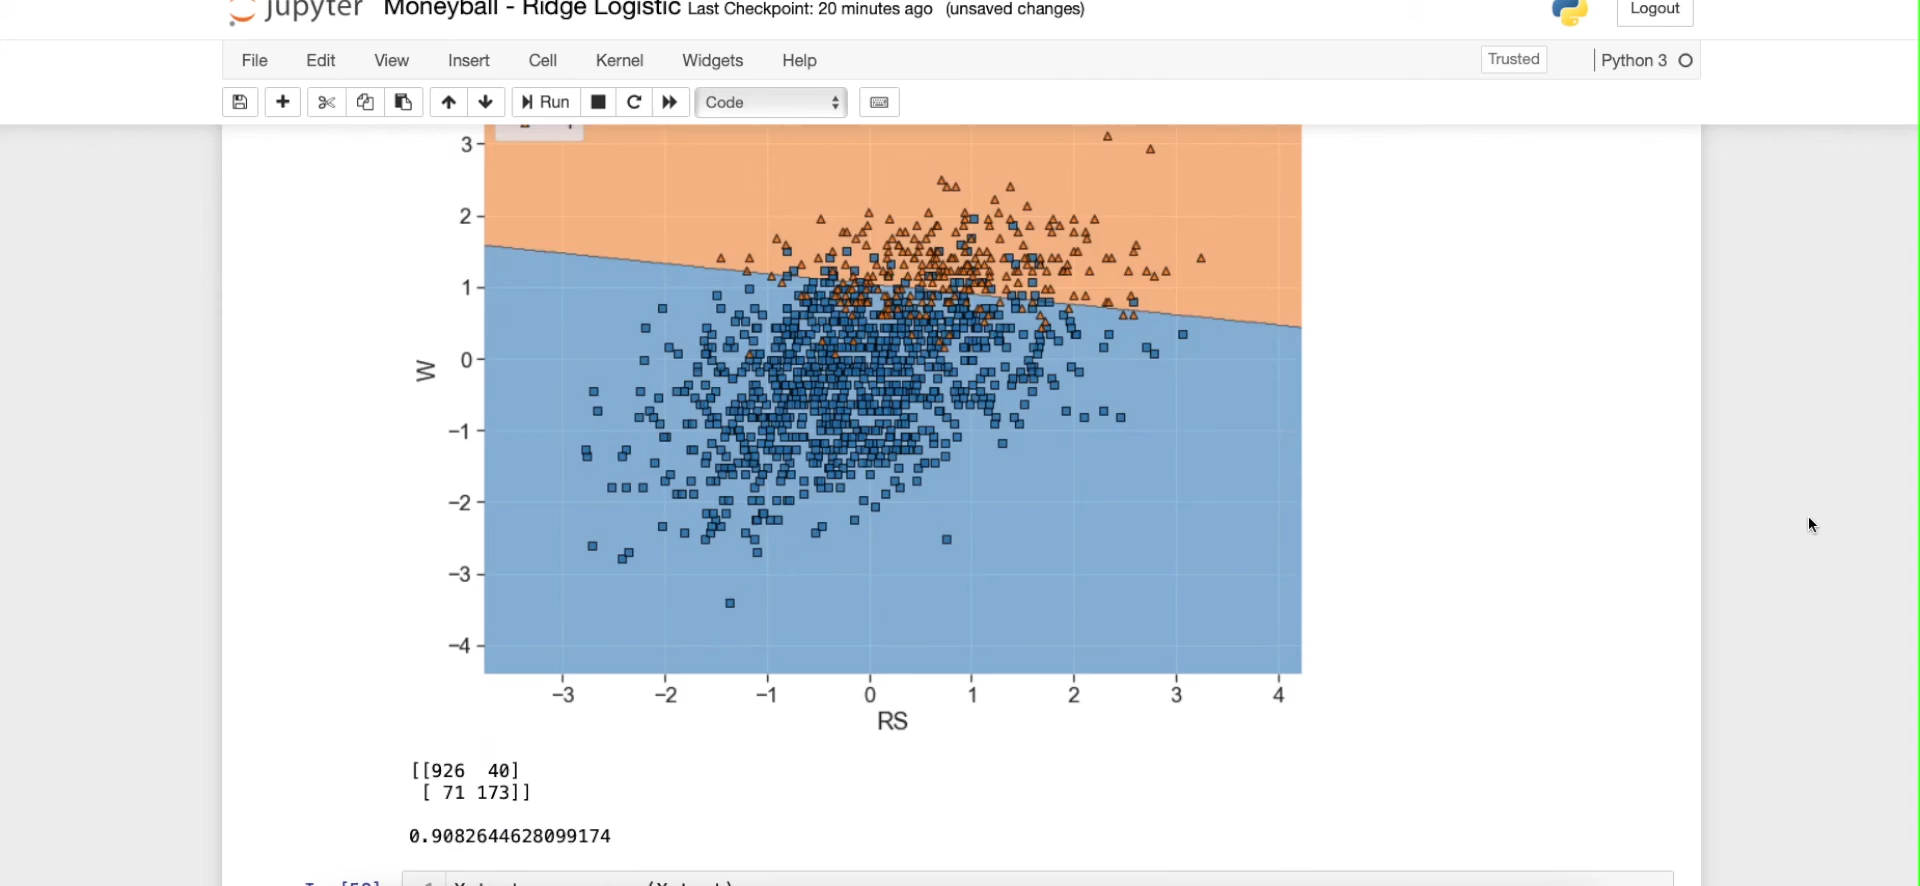 jupyter Moneyball - Ridge Logistic Last Checkpoint: 20 minutes ago (unsaved changes) Logout
File Edit View Insert Cell Kernel Widgets Help Trusted Python 3
Run Code
3
2
1
0
−1
−2
−3
−4
W
−3 −2 −1 0 1 2 3 4
RS
[[926 40]
[ 71 173]]
0.9082644628099174